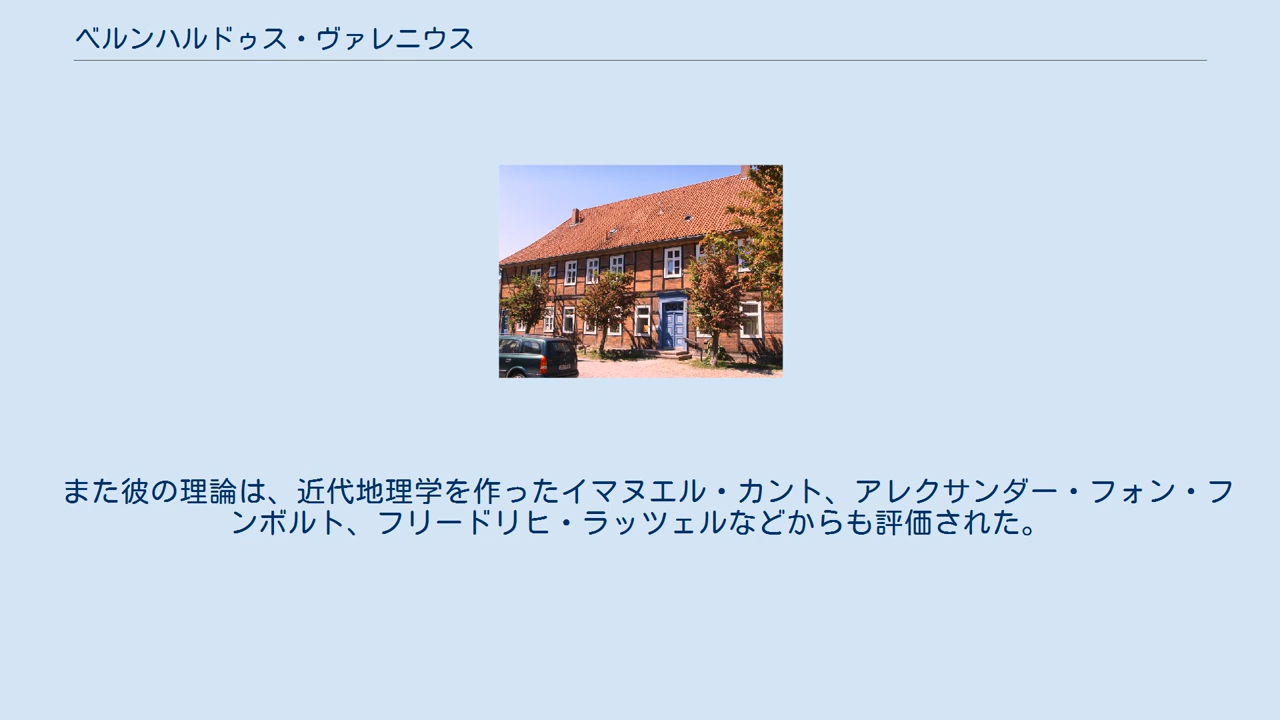 ベルンハルドゥス・ヴァレニウス
また彼の理論は、近代地理学を作ったイマヌエル・カント、アレクサンダー・フォン・フ
ンボルト、フリードリヒ・ラッツェルなどからも評価された。